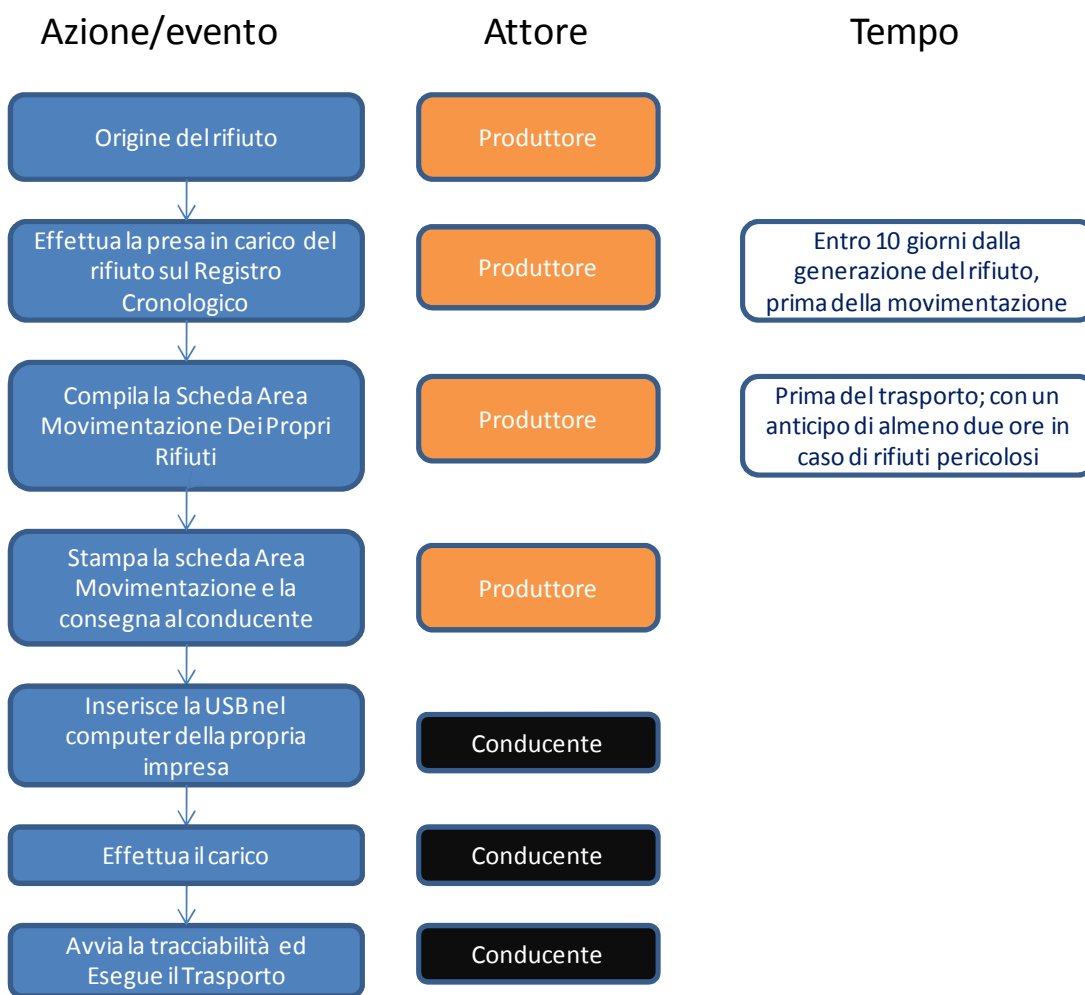 Azione/evento
Attore
Tempo
Origine del rifiuto
Produttore
Effettua la presa in carico del
rifiuto sul Registro
Cronologico
Produttore
Entro 10 giorni dalla
generazione del rifiuto,
prima della movimentazione
Compila la Scheda Area
Movimentazione Dei Propri
Rifiuti
Produttore
Prima del trasporto; con un
anticipo di almeno due ore in
caso di rifiuti pericolosi
Stampa la scheda Area
Movimentazione e la
consegna al conducente
Produttore
Inserisce la USB nel
computer della propria
impresa
Conducente
Effettua il carico
Conducente
Avvia la tracciabilità ed
Esegue il Trasporto
Conducente